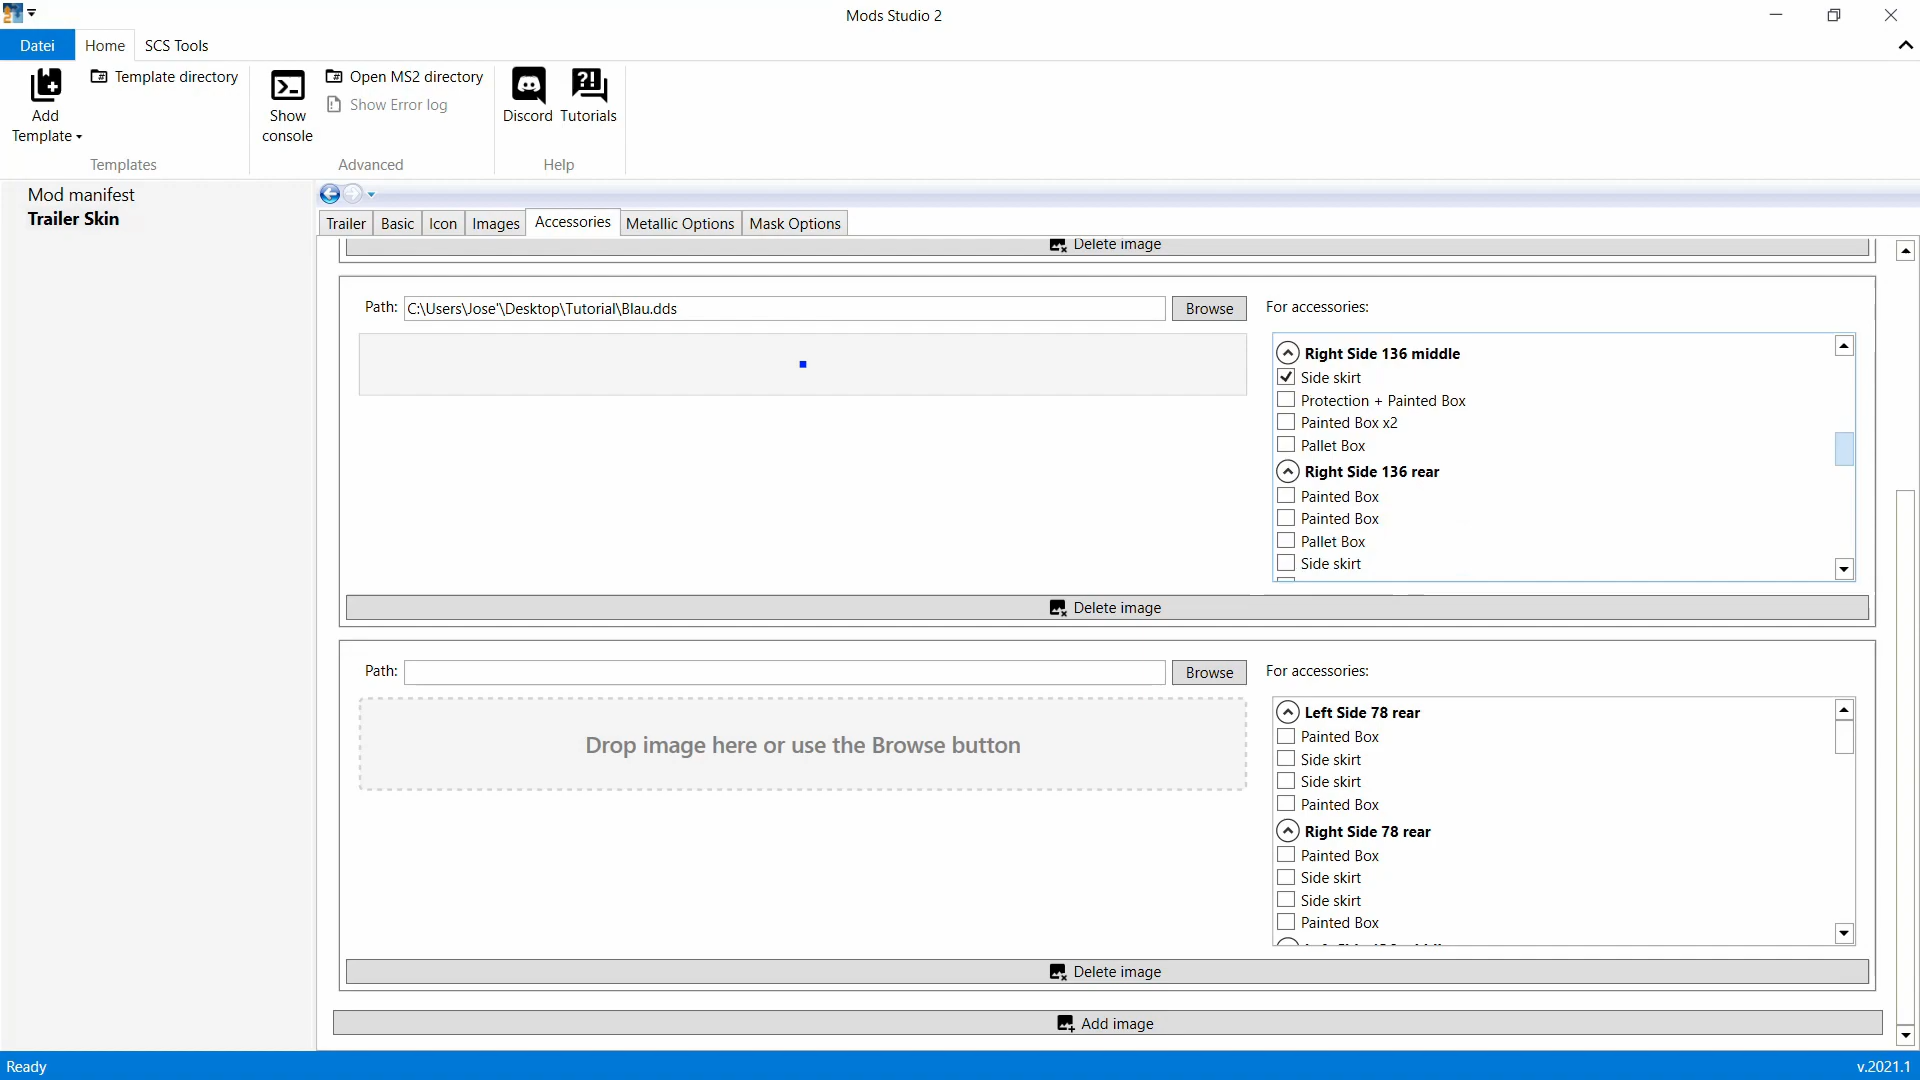 Mods Studio 2
Datei Home SCS Tools
Add Template
Template directory
Templates
Show console
Open MS2 directory
Show Error log
Advanced
Discord Tutorials
Help
Mod manifest
Trailer Skin
Trailer Basic Icon Images Accessories Metallic Options Mask Options
Delete image
Path: C:\Users\Jose'\Desktop\Tutorial\Blau.dds Browse For accessories:
Right Side 136 middle
Side skirt
Protection + Painted Box
Painted Box x2
Pallet Box
Right Side 136 rear
Painted Box
Painted Box
Pallet Box
Side skirt
Delete image
Path: Browse For accessories:
Drop image here or use the Browse button
Left Side 78 rear
Painted Box
Side skirt
Side skirt
Painted Box
Right Side 78 rear
Painted Box
Side skirt
Side skirt
Painted Box
Delete image
Add image
Ready v.2021.1